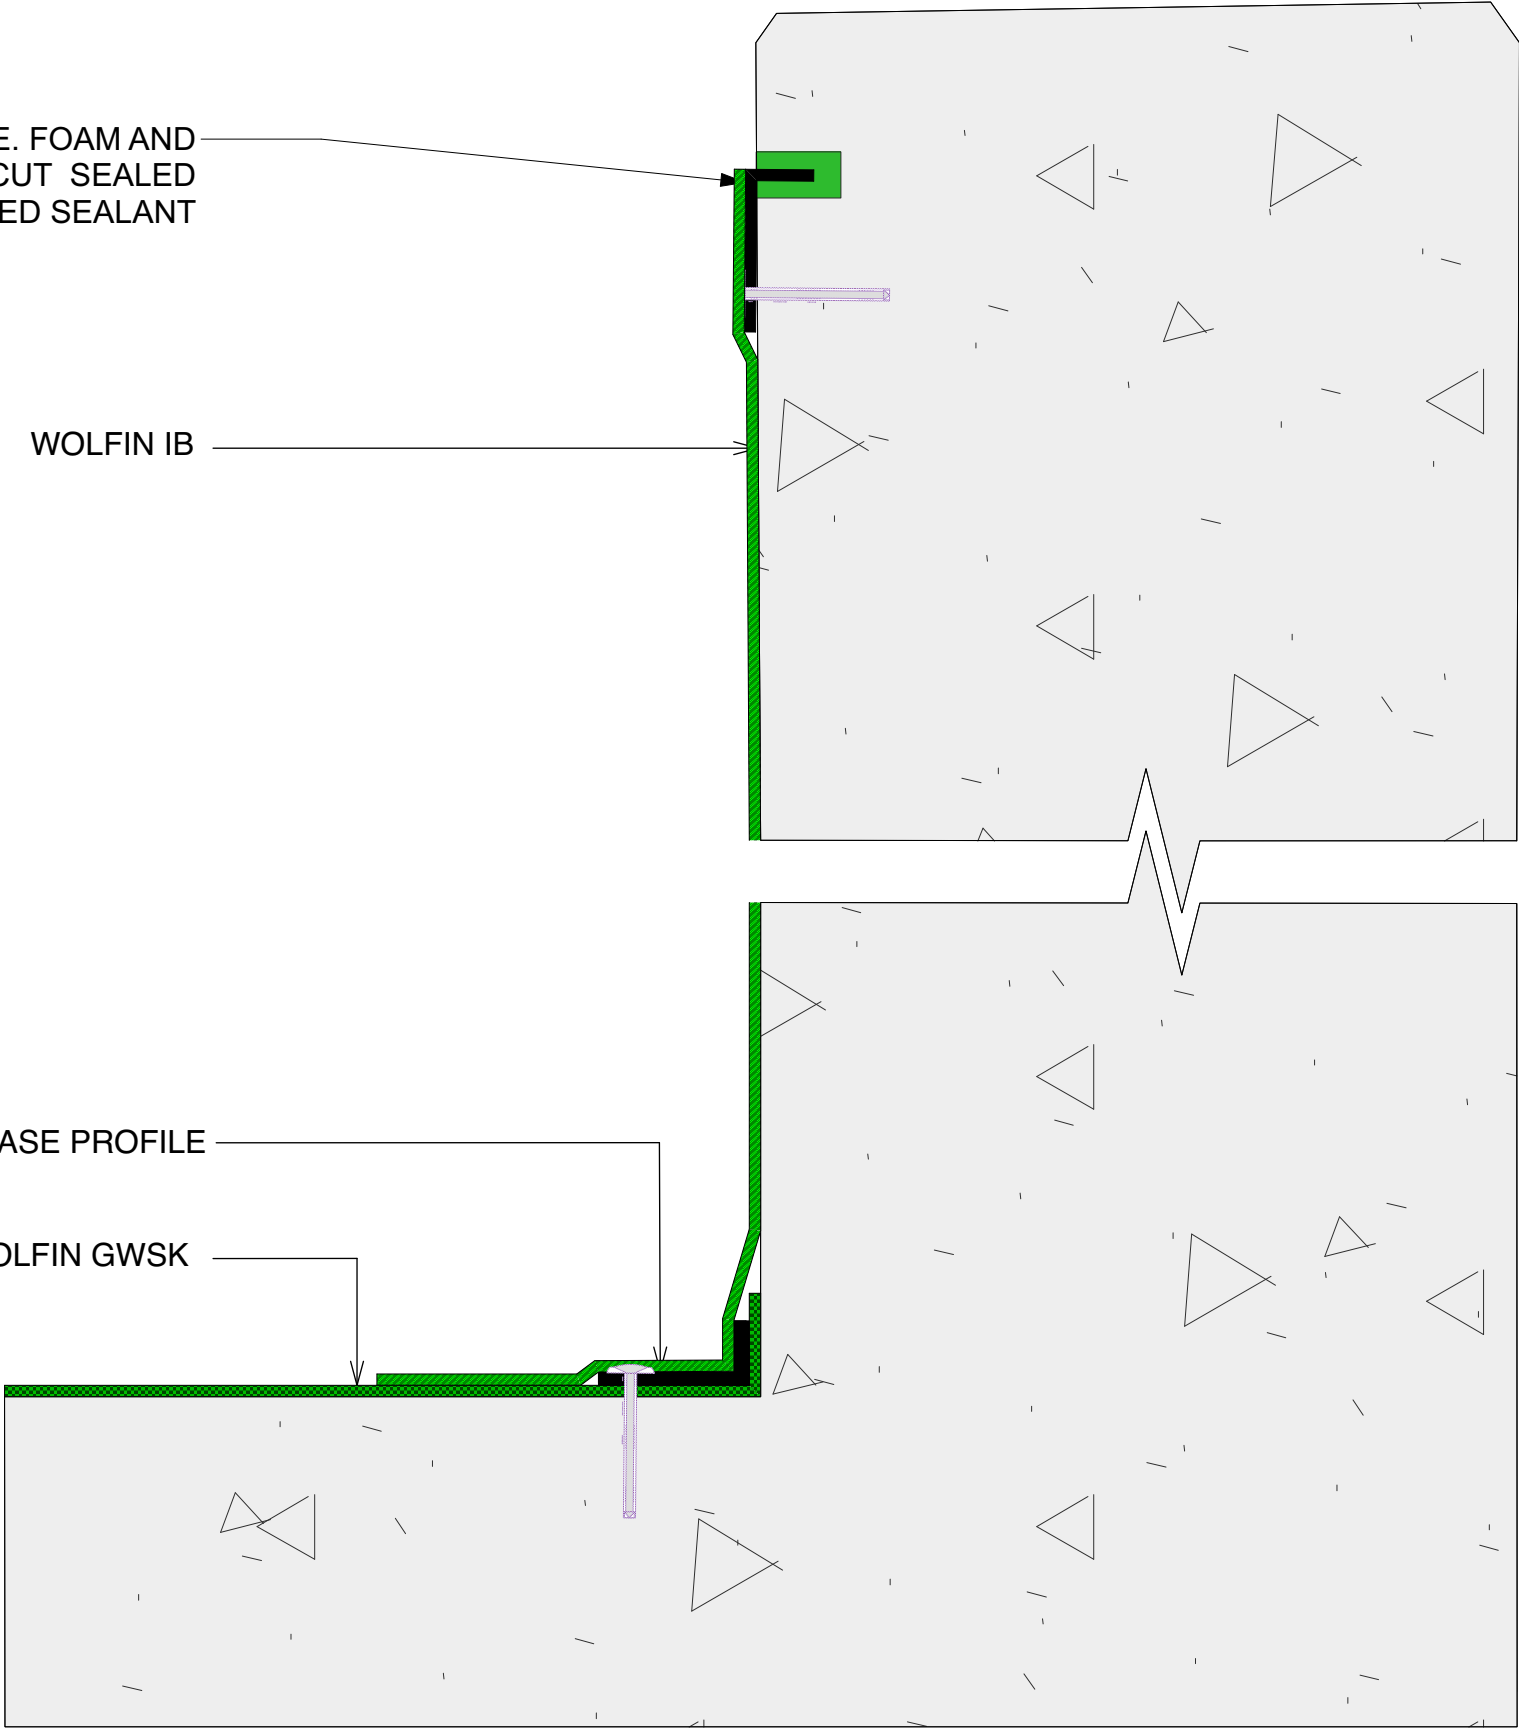 E. FOAM AND
CUT SEALED
ED SEALANT
WOLFIN IB
ASE PROFILE
OLFIN GWSK